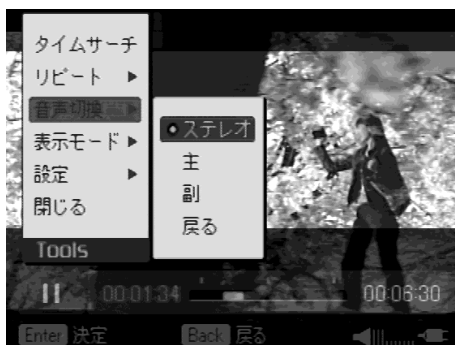 タイムサーチ
リピート
音声切換
表示モード
設定
閉じる
Tools
ステレオ
主
副
戻る
00:01:34
00:06:30
Enter 決定
Back 戻る